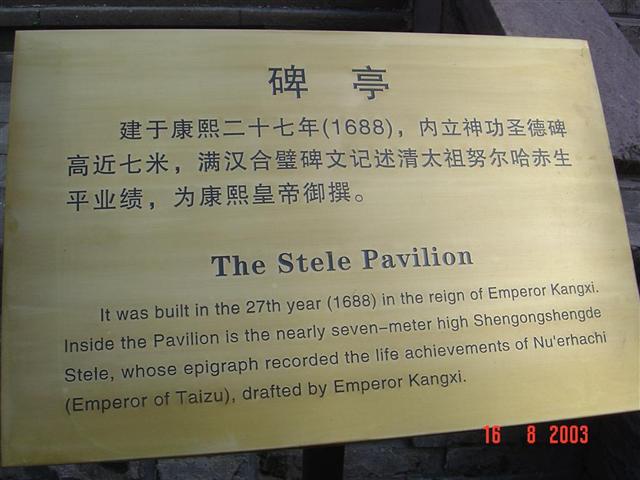 碑 亭
建于康熙二十七年(1688)，内立神功圣德碑
高近七米，满汉合璧碑文记述清太祖努尔哈赤生
平业绩，为康熙皇帝御撰。
The Stele Pavilion
It was built in the 27th year (1688) in the reign of Emperor Kangxi.
Inside the Pavilion is the nearly seven-meter high Shengongshengde
Stele, whose epigraph recorded the life achievements of Nu'erhachi
(Emperor of Taizu), drafted by Emperor Kangxi.
16 8 2003